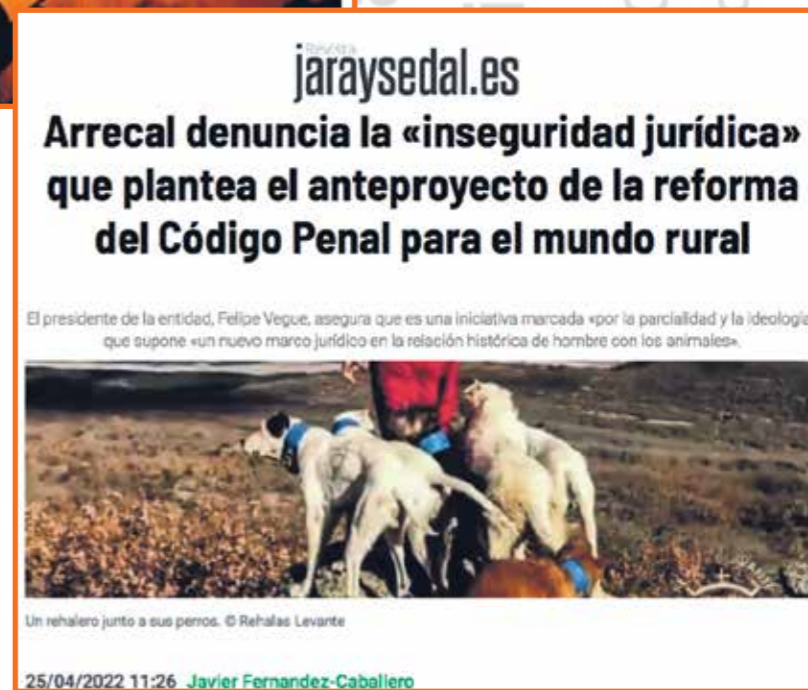 Revista
jaraysedal.es
Arrecal denuncia la «inseguridad jurídica»
que plantea el anteproyecto de la reforma
del Código Penal para el mundo rural
El presidente de la entidad, Felipe Vegue, asegura que es una iniciativa marcada «por la parcialidad y la ideología
que supone «un nuevo marco jurídico en la relación histórica de hombre con los animales».
Un rehalero junto a sus perros. © Rehalas Levante
25/04/2022 11:26 Javier Fernandez-Caballero